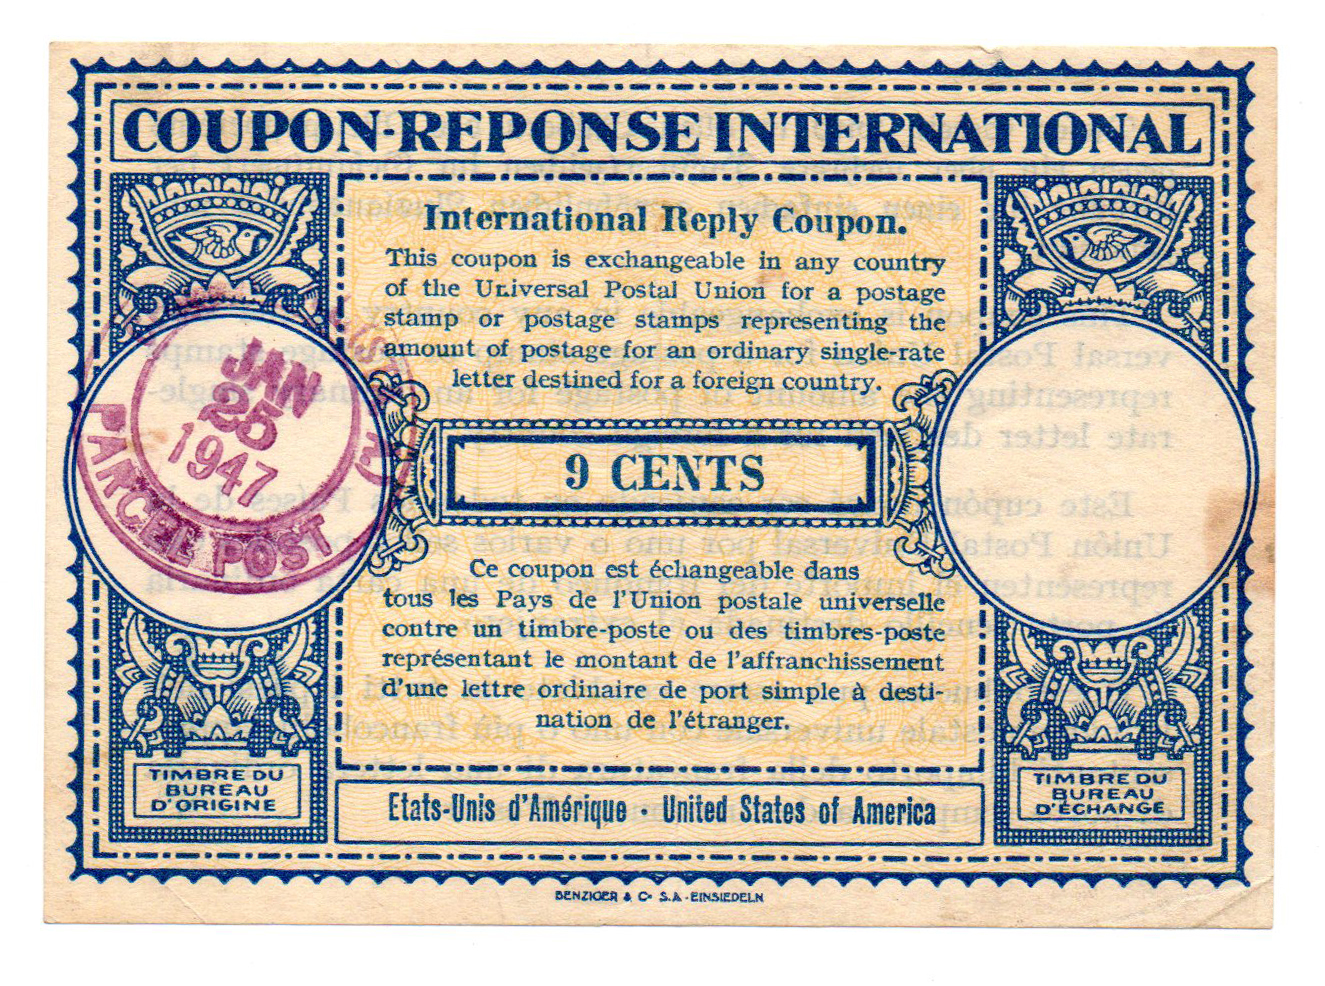 COUPON-REPONSE INTERNATIONAL
International Reply Coupon.
This coupon is exchangeable in any country
of the Universal Postal Union for a postage
stamp or postage stamps representing the
amount of postage for an ordinary single-rate
letter destined for a foreign country.
JAN
25
1947
PARCEL POST
9 CENTS
Ce coupon est échangeable dans
tous les Pays de l'Union postale universelle
contre un timbre-poste ou des timbres-poste
représentant le montant de l'affranchissement
d'une lettre ordinaire de port simple à desti-
nation de l'étranger.
TIMBRE DU
BUREAU
D'ORIGINE
Etats-Unis d'Amérique · United States of America
TIMBRE DU
BUREAU
D'ÉCHANGE
BENZIGER & Co S.A.-EINSIEDELN